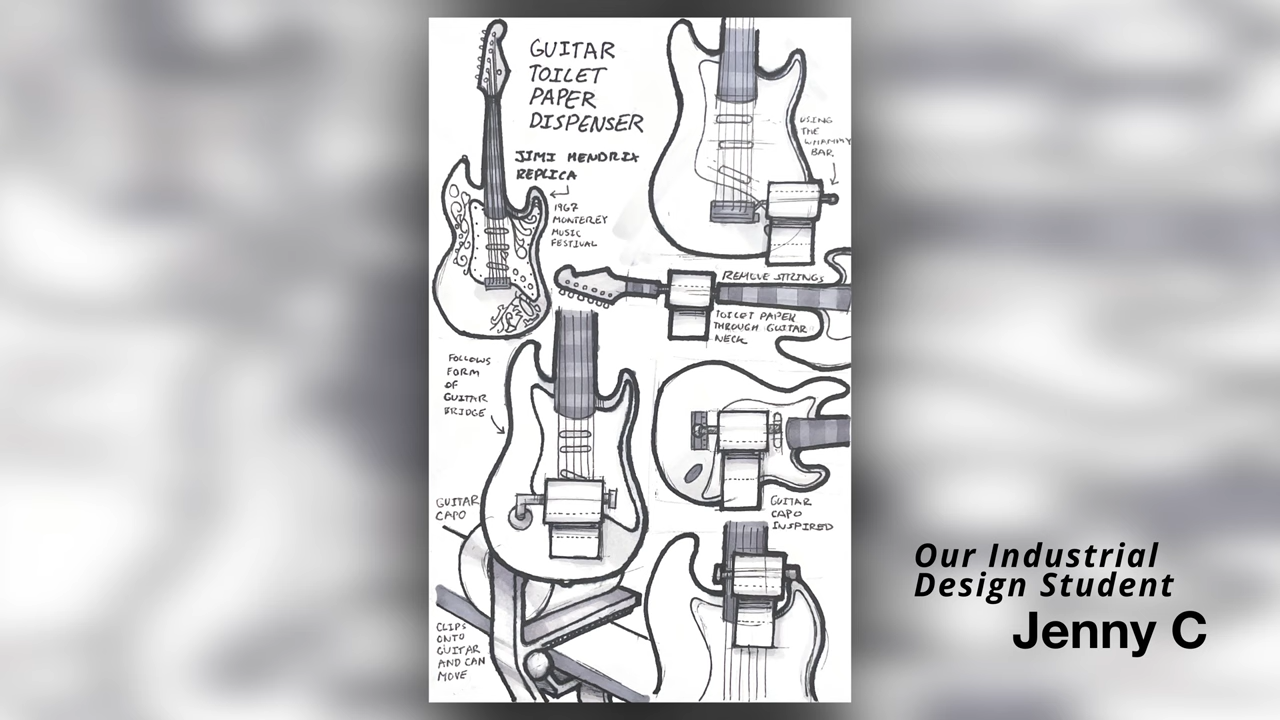 GUITAR
TOILET
PAPER
DISPENSER
JIMI HENDRIX
REPLICA
1967
MONTEREY
MUSIC
FESTIVAL
USING
THE
WHAMMY
BAR
REMOVE STRINGS
TOILET PAPER
THROUGH GUITAR
NECK
FOLLOWS
FORM
OF
GUITAR
BRIDGE
GUITAR
CAPO
GUITAR
CAPO
INSPIRED
CLIPS
ONTO
GUITAR
AND CAN
MOVE
Our Industrial
Design Student
Jenny C